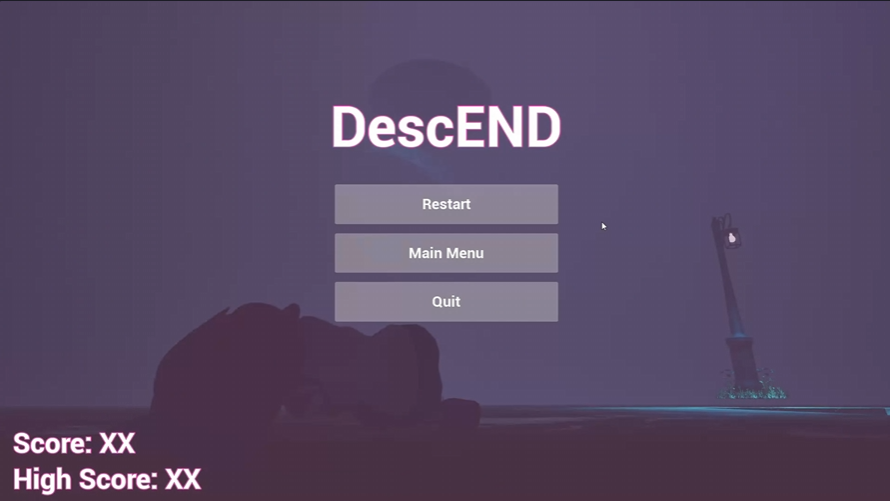 DescEND
Restart
Main Menu
Quit
Score: XX
High Score: XX